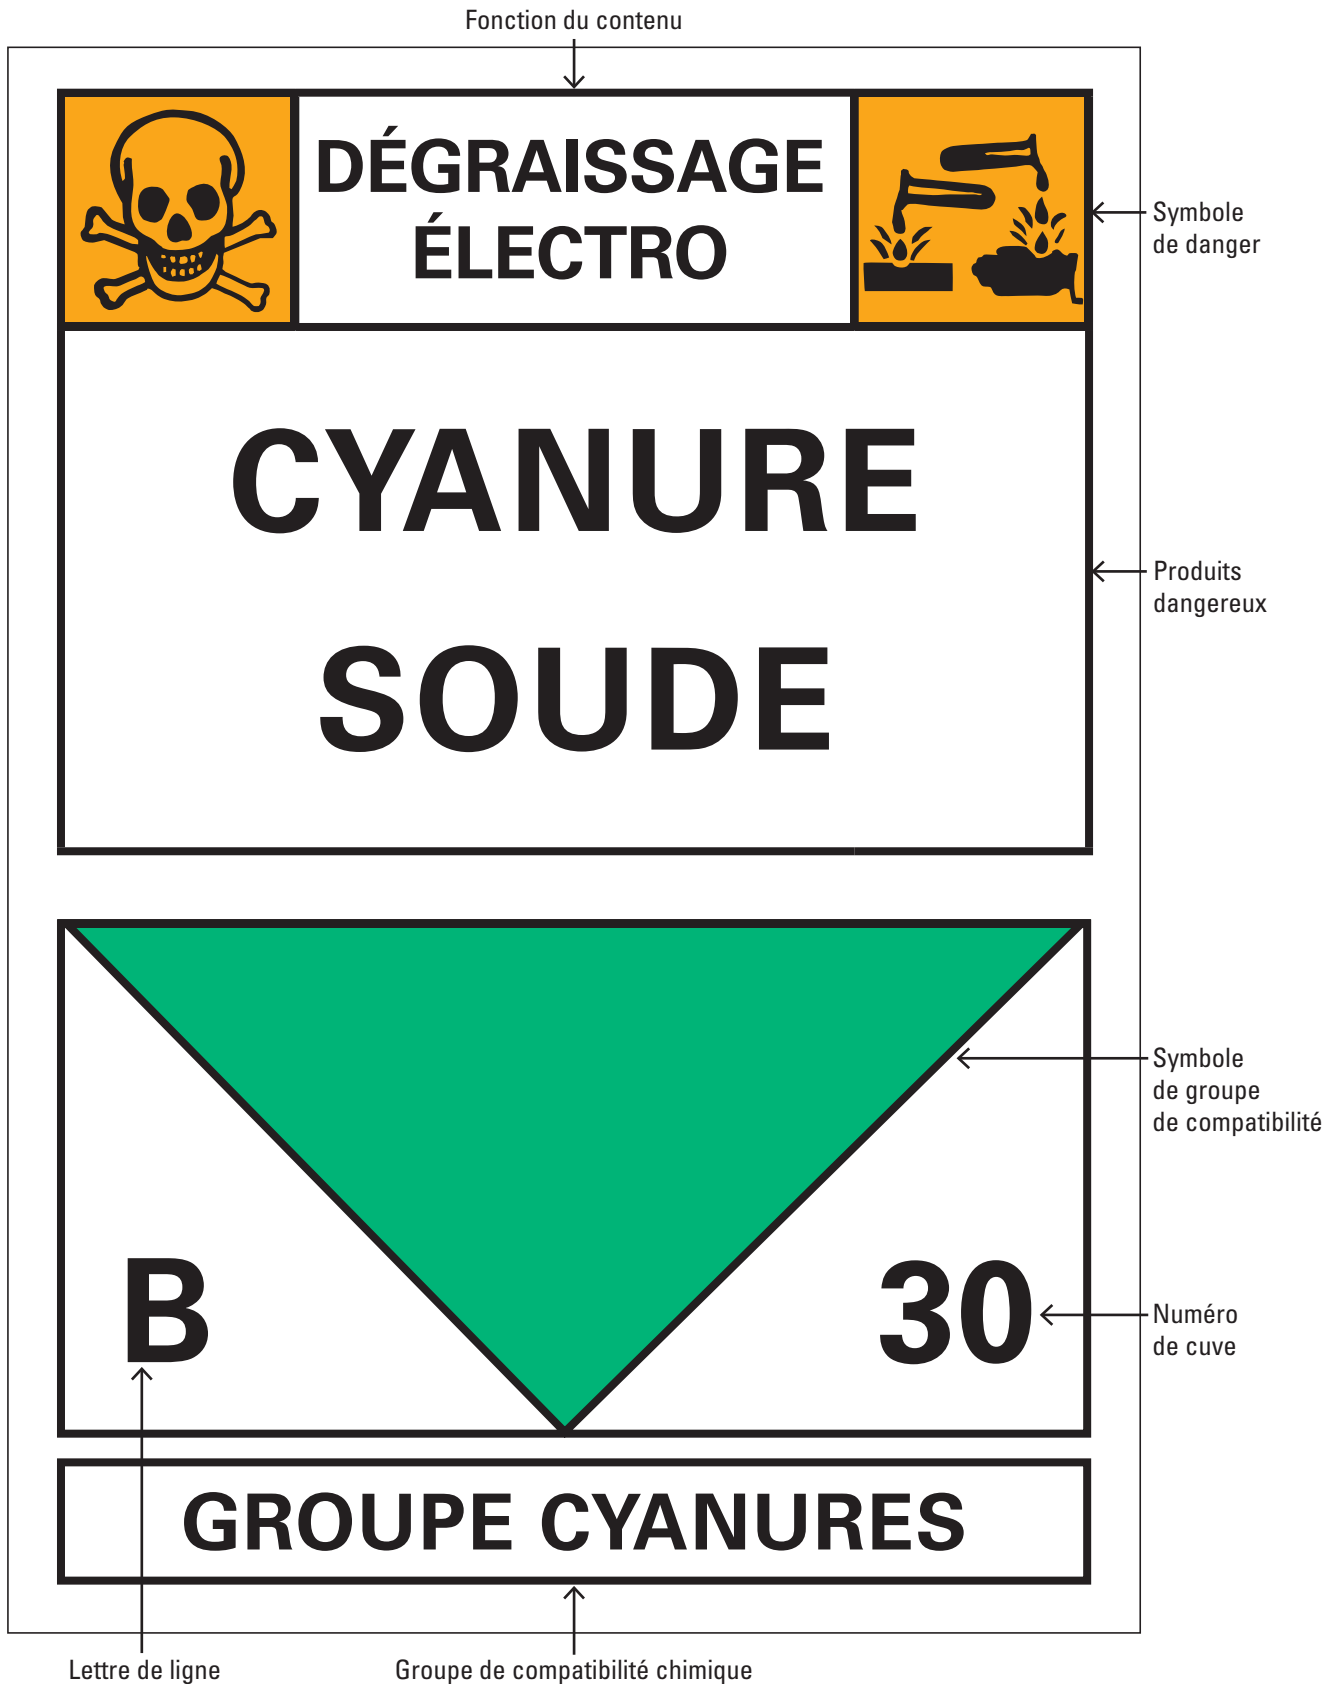 Fonction du contenu
DÉGRAISSAGE
ÉLECTRO
Symbole
de danger
CYANURE
SOUDE
Produits
dangereux
Symbole
de groupe
de compatibilité
B
30
Numéro
de cuve
GROUPE CYANURES
Lettre de ligne
Groupe de compatibilité chimique